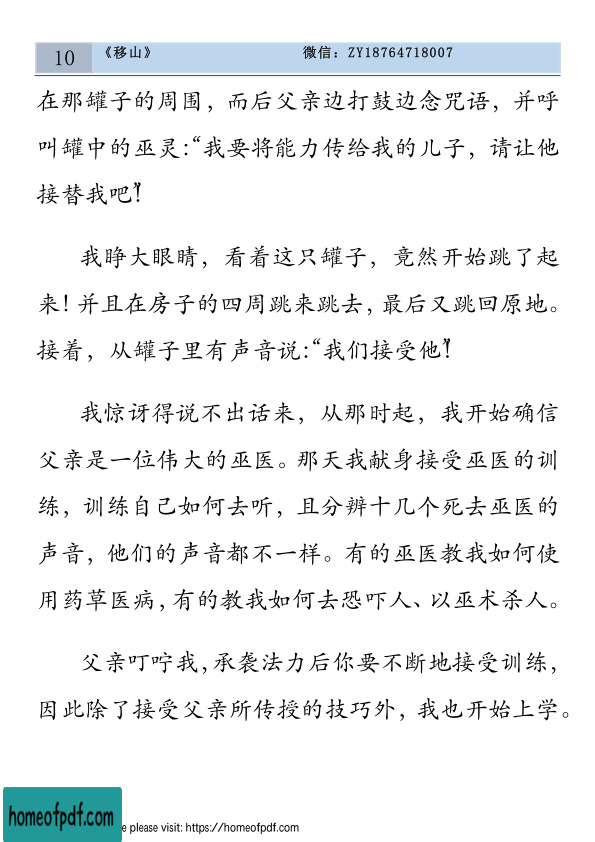 10 《移山》 微信：ZY18764718007
在那罐子的周围，而后父亲边打鼓边念咒语，并呼
叫罐中的巫灵：“我要将能力传给我的儿子，请让他
接替我吧！”
我睁大眼睛，看着这只罐子，竟然开始跳了起
来！并且在房子的四周跳来跳去，最后又跳回原地。
接着，从罐子里有声音说：“我们接受他！”
我惊讶得说不出话来，从那时起，我开始确信
父亲是一位伟大的巫医。那天我献身接受巫医的训
练，训练自己如何去听，且分辨十几个死去巫医的
声音，他们的声音都不一样。有的巫医教我如何使
用药草医病，有的教我如何去恐吓人、以巫术杀人。
父亲叮咛我，承袭法力后你要不断地接受训练，
因此除了接受父亲所传授的技巧外，我也开始上学。
homeofpdf.com
e please visit: https://homeofpdf.com